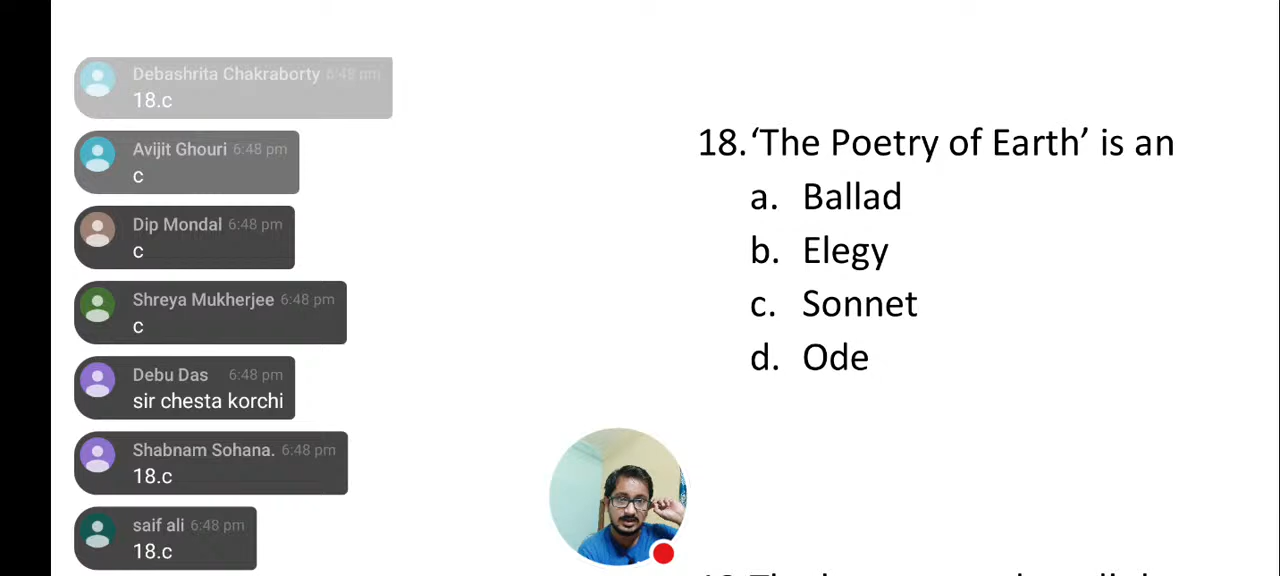 Debashrita Chakraborty 6:48 pm
18.c
Avijit Ghouri 6:48 pm
c
Dip Mondal 6:48 pm
c
Shreya Mukherjee 6:48 pm
c
Debu Das 6:48 pm
sir chesta korchi
Shabnam Sohana. 6:48 pm
18.c
saif ali 6:48 pm
18.c
18. ‘The Poetry of Earth’ is an
a. Ballad
b. Elegy
c. Sonnet
d. Ode